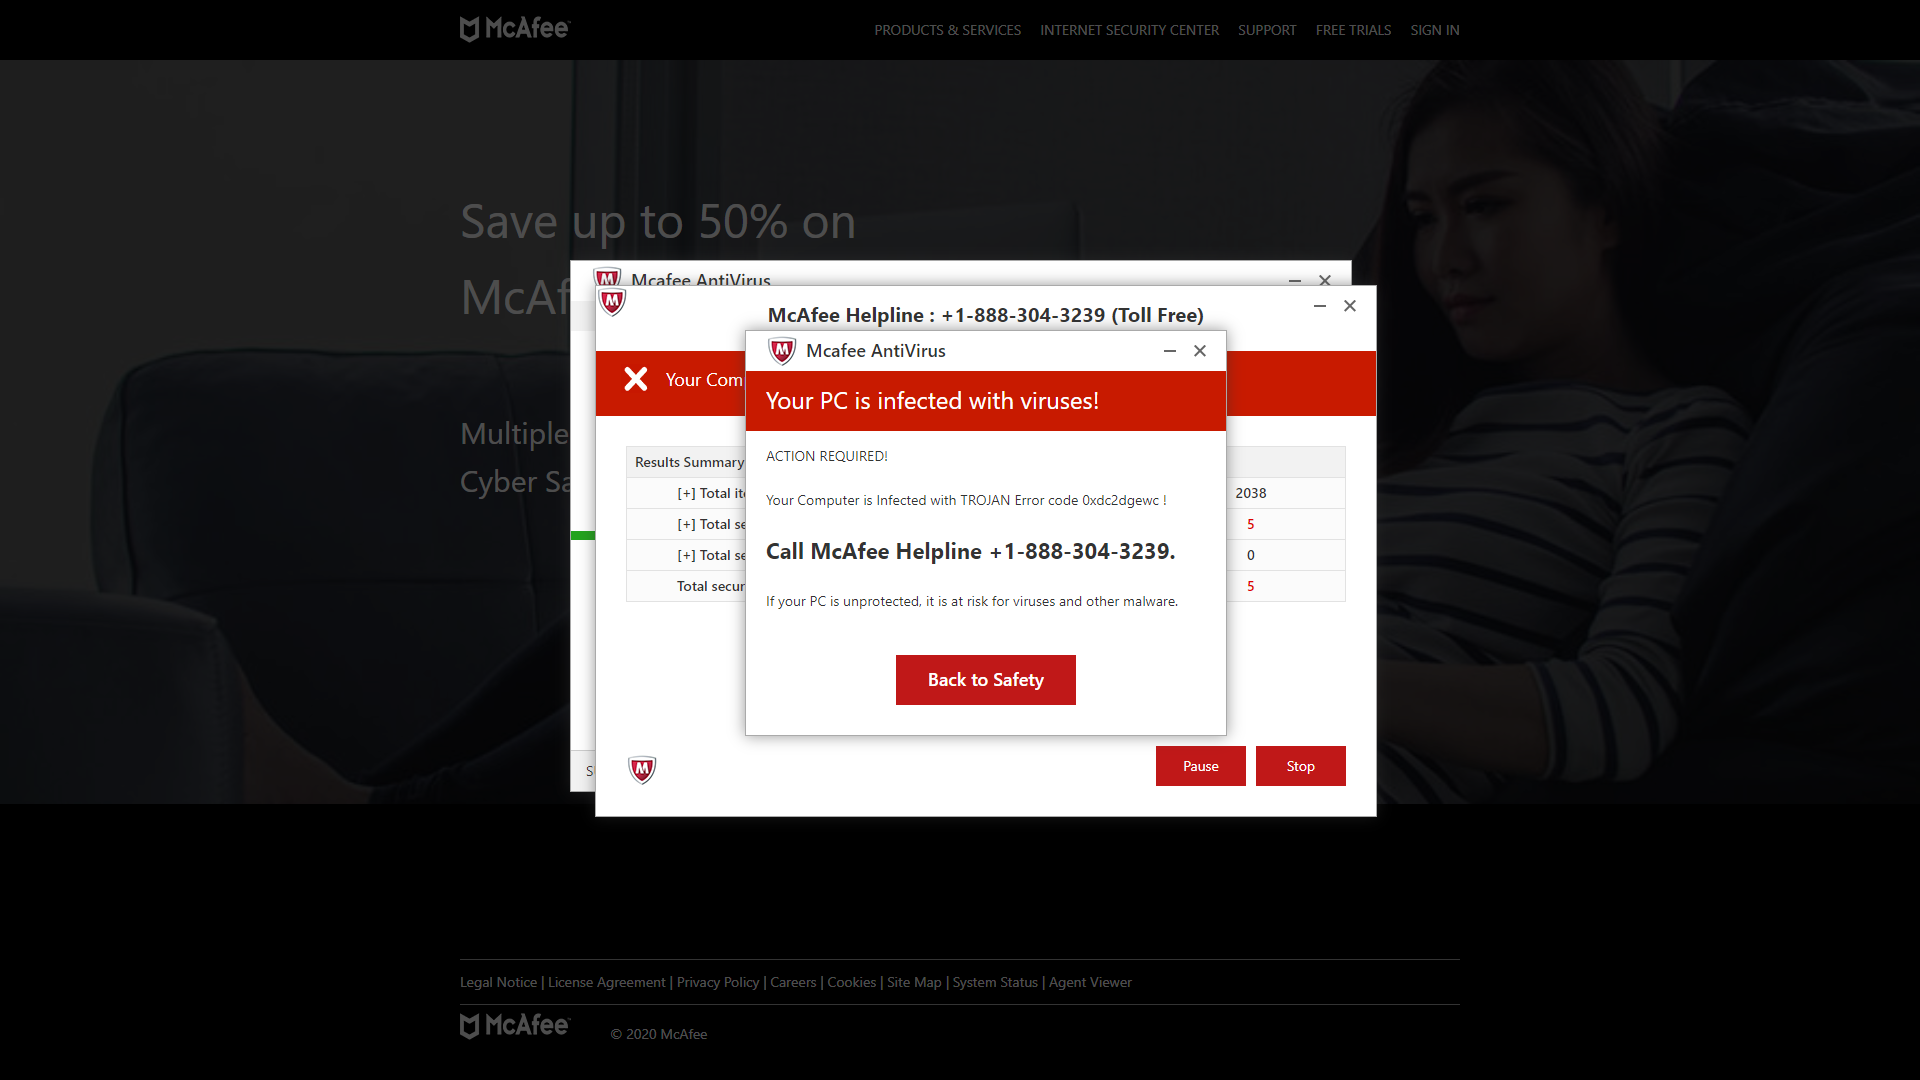 McAfee
PRODUCTS & SERVICES INTERNET SECURITY CENTER SUPPORT FREE TRIALS SIGN IN
Save up to 50% on
McAf
Multiple
Cyber Sa
Mcafee AntiVirus
McAfee Helpline : +1-888-304-3239 (Toll Free)
Your Com
Results Summary
[+] Total ite 2038
[+] Total se 5
[+] Total se 0
Total secur 5
Mcafee AntiVirus
Your PC is infected with viruses!
ACTION REQUIRED!
Your Computer is Infected with TROJAN Error code 0xdc2dgewc !
Call McAfee Helpline +1-888-304-3239.
If your PC is unprotected, it is at risk for viruses and other malware.
Back to Safety
Pause Stop
Legal Notice | License Agreement | Privacy Policy | Careers | Cookies | Site Map | System Status | Agent Viewer
McAfee © 2020 McAfee